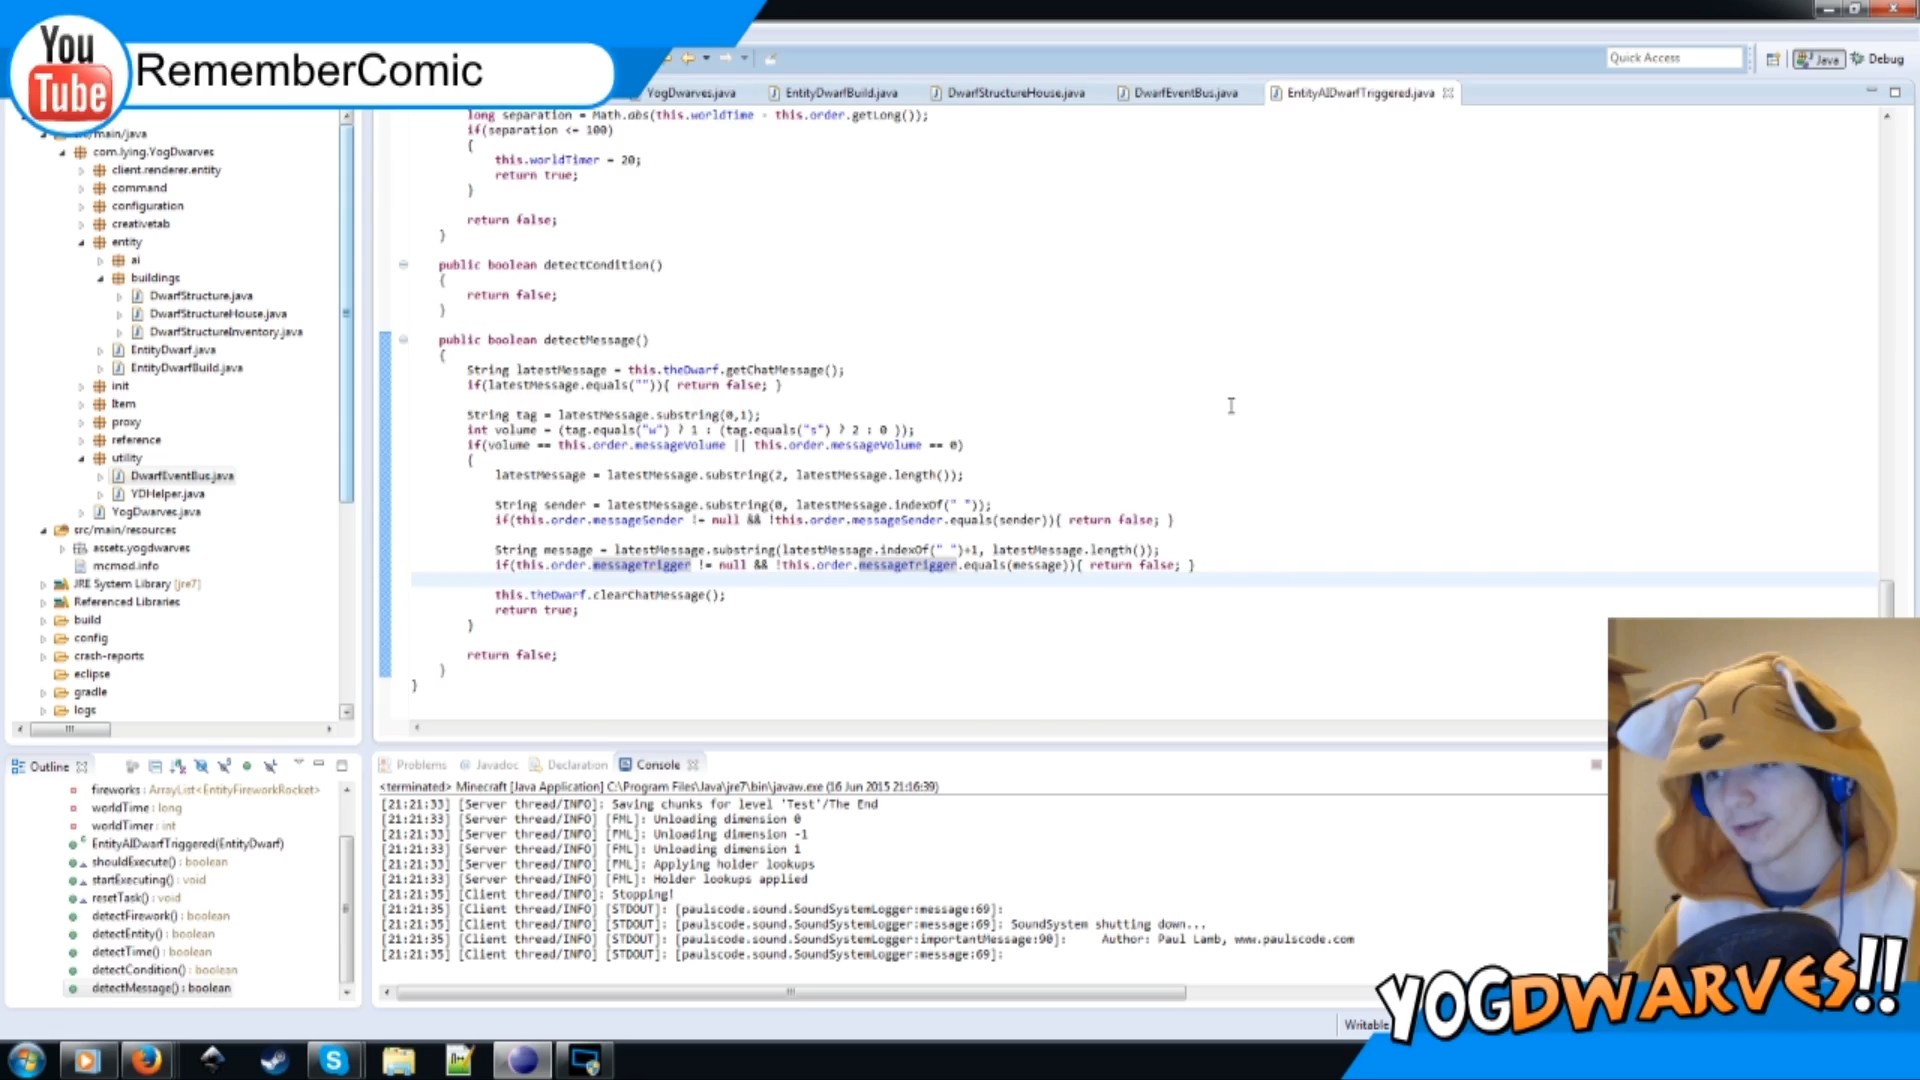 You
Tube
RememberComic
Quick Access
Java
Debug
YogDwarves.java
EntityDwarfBuild.java
DwarfStructureHouse.java
DwarfEventBus.java
EntityAIDwarfTriggered.java
src/main/java
com.lying.YogDwarves
client.renderer.entity
command
configuration
creativetab
entity
ai
buildings
DwarfStructure.java
DwarfStructureHouse.java
DwarfStructureInventory.java
EntityDwarf.java
EntityDwarfBuild.java
init
Item
proxy
reference
utility
DwarfEventBus.java
YDHelper.java
YogDwarves.java
src/main/resources
assets.yogdwarves
mcmod.info
JRE System Library [jre7]
Referenced Libraries
build
config
crash-reports
eclipse
gradle
logs
long separation = Math.abs(this.worldTime - this.order.getLong());
if(separation <= 100)
{
this.worldTimer = 20;
return true;
}
return false;
}
public boolean detectCondition()
{
return false;
}
public boolean detectMessage()
{
String latestMessage = this.theDwarf.getChatMessage();
if(latestMessage.equals("")){ return false; }
String tag = latestMessage.substring(0,1);
int volume = (tag.equals("w") ? 1 : (tag.equals("s") ? 2 : 0 ));
if(volume == this.order.messageVolume || this.order.messageVolume == 0)
{
latestMessage = latestMessage.substring(2, latestMessage.length());
String sender = latestMessage.substring(0, latestMessage.indexOf(" "));
if(this.order.messageSender != null && !this.order.messageSender.equals(sender)){ return false; }
String message = latestMessage.substring(latestMessage.indexOf(" ")+1, latestMessage.length());
if(this.order.messageTrigger != null && !this.order.messageTrigger.equals(message)){ return false; }
this.theDwarf.clearChatMessage();
return true;
}
return false;
}
}
Outline
fireworks : ArrayList<EntityFireworkRocket>
worldTime : long
worldTimer : int
EntityAIDwarfTriggered(EntityDwarf)
shouldExecute() : boolean
startExecuting() : void
resetTask() : void
detectFirework() : boolean
detectEntity() : boolean
detectTime() : boolean
detectCondition() : boolean
detectMessage() : boolean
Problems
Javadoc
Declaration
Console
<terminated> Minecraft [Java Application] C:\Program Files\Java\jre7\bin\javaw.exe (16 Jun 2015 21:16:39)
[21:21:33] [Server thread/INFO]: Saving chunks for level 'Test'/The End
[21:21:33] [Server thread/INFO] [FML]: Unloading dimension 0
[21:21:33] [Server thread/INFO] [FML]: Unloading dimension -1
[21:21:33] [Server thread/INFO] [FML]: Unloading dimension 1
[21:21:33] [Server thread/INFO] [FML]: Applying holder lookups
[21:21:33] [Server thread/INFO] [FML]: Holder lookups applied
[21:21:35] [Client thread/INFO]: Stopping!
[21:21:35] [Client thread/INFO] [STDOUT]: [paulscode.sound.SoundSystemLogger:message:69]:
[21:21:35] [Client thread/INFO] [STDOUT]: [paulscode.sound.SoundSystemLogger:message:69]: SoundSystem shutting down...
[21:21:35] [Client thread/INFO] [STDOUT]: [paulscode.sound.SoundSystemLogger:importantMessage:90]: Author: Paul Lamb, www.paulscode.com
[21:21:35] [Client thread/INFO] [STDOUT]: [paulscode.sound.SoundSystemLogger:message:69]:
Writable
YOGDWARVES!!